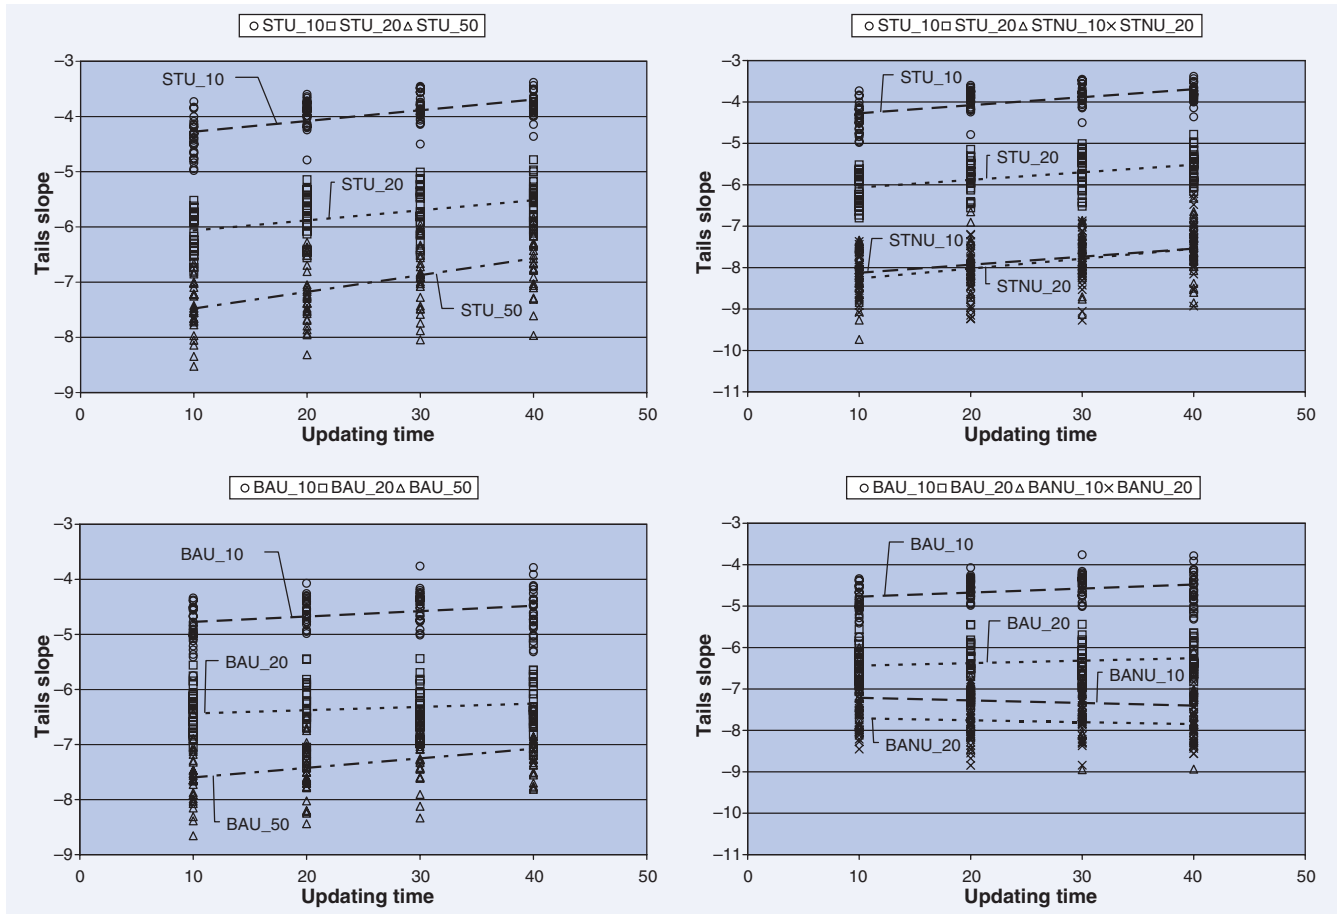 STU_10 STU_20 STU_50
–3
–4
–5
–6
–7
–8
–9
Tails slope
STU_10
STU_20
STU_50
0 10 20 30 40 50
Updating time
STU_10 STU_20 STNU_10 STNU_20
–3
–4
–5
–6
–7
–8
–9
–10
–11
Tails slope
STU_10
STU_20
STNU_10
STNU_20
0 10 20 30 40 50
Updating time
BAU_10 BAU_20 BAU_50
–3
–4
–5
–6
–7
–8
–9
Tails slope
BAU_10
BAU_20
BAU_50
0 10 20 30 40 50
Updating time
BAU_10 BAU_20 BANU_10 BANU_20
–3
–4
–5
–6
–7
–8
–9
–10
–11
Tails slope
BAU_10
BAU_20
BANU_10
BANU_20
0 10 20 30 40 50
Updating time